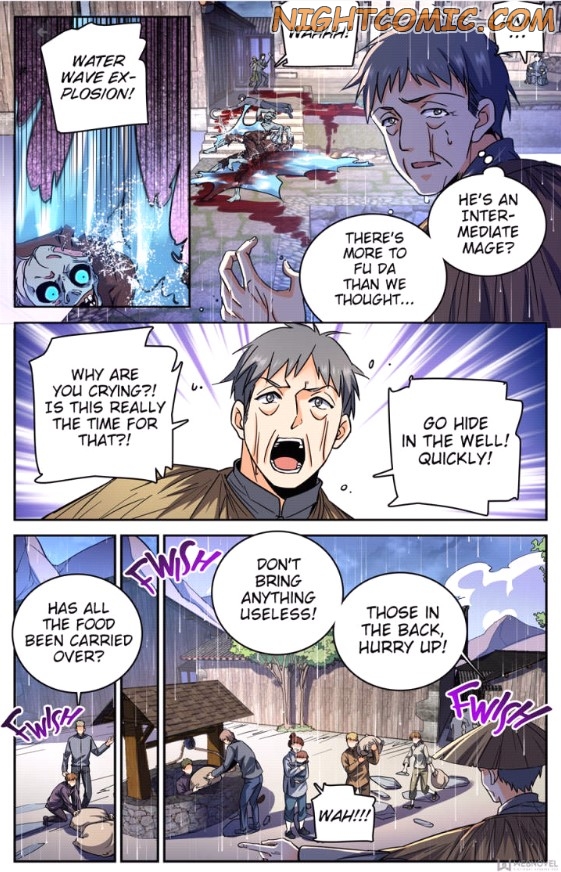 NIGHTCOMIC.COM
WATER
WAVE EX-
PLOSION!
WAHHH!
...
HE'S AN
INTER-
MEDIATE
MAGE?
THERE'S
MORE TO
FU DA
THAN WE
THOUGHT...
WHY ARE
YOU CRYING?!
IS THIS REALLY
THE TIME FOR
THAT?!
GO HIDE
IN THE WELL!
QUICKLY!
HAS ALL
THE FOOD
BEEN CARRIED
OVER?
FWISH
FWISH
DON'T
BRING
ANYTHING
USELESS!
THOSE IN
THE BACK,
HURRY UP!
FWISH
WAH!!!
WEBNOVEL